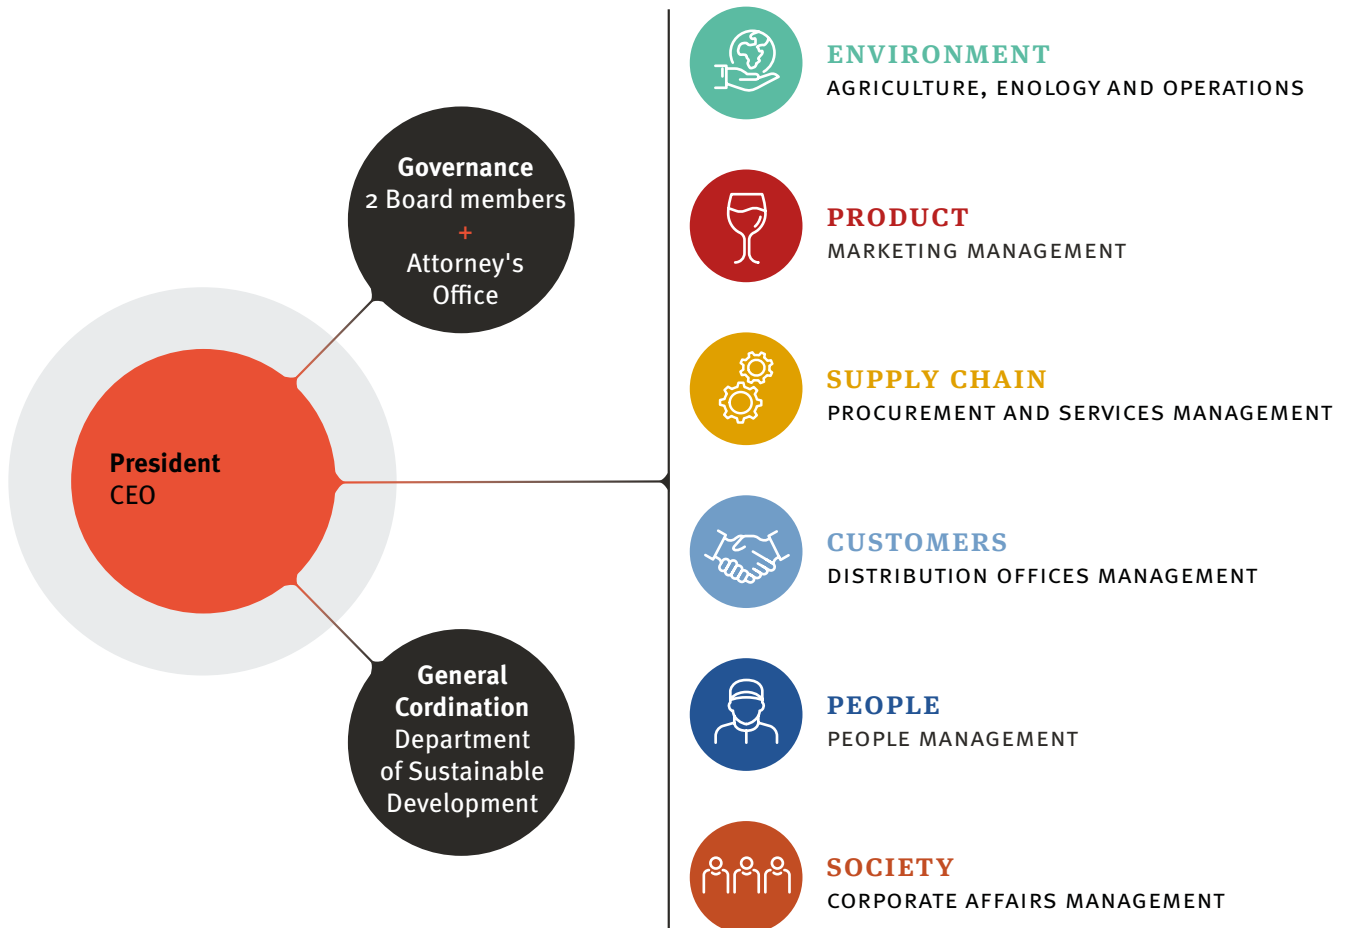 Governance
2 Board members
+
Attorney's
Office
President
CEO
General
Cordination
Department
of Sustainable
Development
ENVIRONMENT
AGRICULTURE, ENOLOGY AND OPERATIONS
PRODUCT
MARKETING MANAGEMENT
SUPPLY CHAIN
PROCUREMENT AND SERVICES MANAGEMENT
CUSTOMERS
DISTRIBUTION OFFICES MANAGEMENT
PEOPLE
PEOPLE MANAGEMENT
SOCIETY
CORPORATE AFFAIRS MANAGEMENT